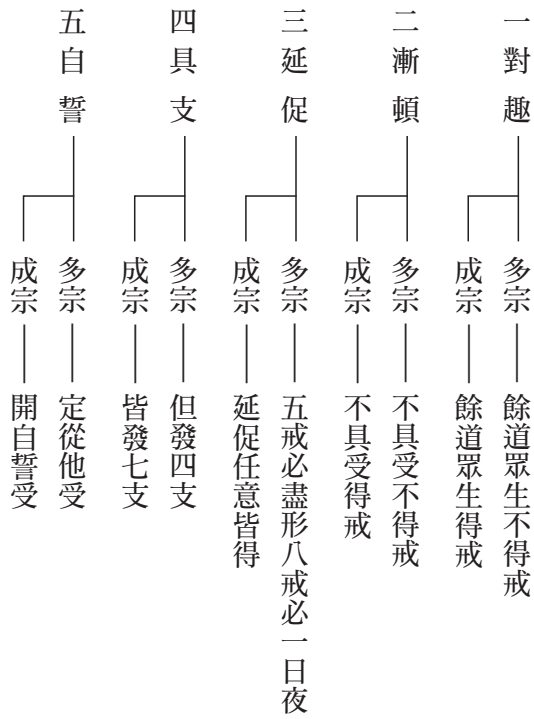 一對趣
多宗
餘道眾生不得戒
成宗
餘道眾生得戒
二漸頓
多宗
不具受不得戒
成宗
不具受得戒
三延促
多宗
五戒必盡形八戒必一日夜
成宗
延促任意皆得
四具支
多宗
但發四支
成宗
皆發七支
五自誓
多宗
定從他受
成宗
開自誓受